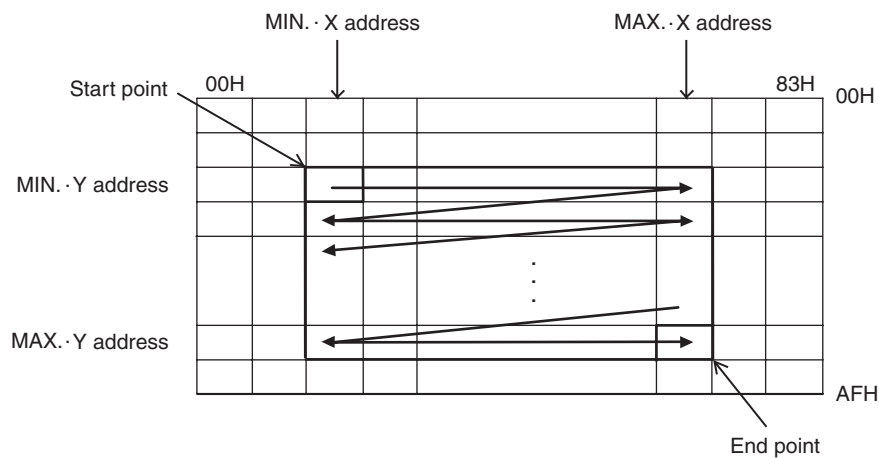 MIN.· X address
MAX.· X address
Start point
00H
83H
00H
MIN.· Y address
MAX.· Y address
AFH
End point